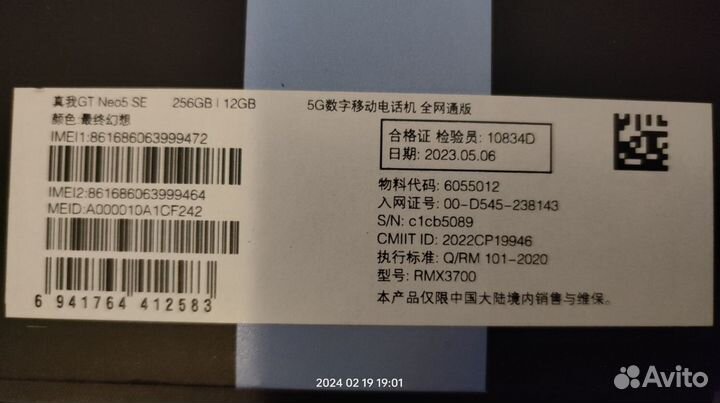 真我GT Neo5 SE 256GB | 12GB
颜色:最终幻想
IMEI1:861686063999472
IMEI2:861686063999464
MEID:A000010A1CF242
6 941764 412583
5G数字移动电话机 全网通版
合格证 检验员: 10834D
日期: 2023.05.06
物料代码: 6055012
入网证号: 00-D545-238143
S/N: c1cb5089
CMIIT ID: 2022CP19946
执行标准: Q/RM 101-2020
型号: RMX3700
本产品仅限中国大陆境内销售与维保。
2024 02 19 19:01
Avito